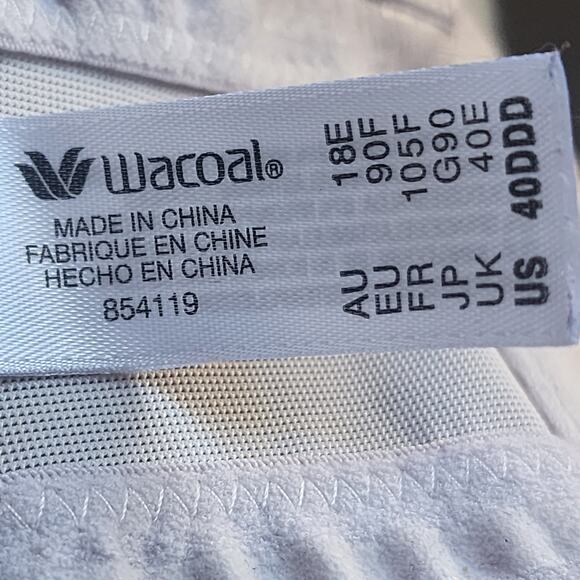 Wacoal®
MADE IN CHINA
FABRIQUE EN CHINE
HECHO EN CHINA
854119
AU 18E
EU 90F
FR 105F
JP G90
UK 40E
US 40DDD